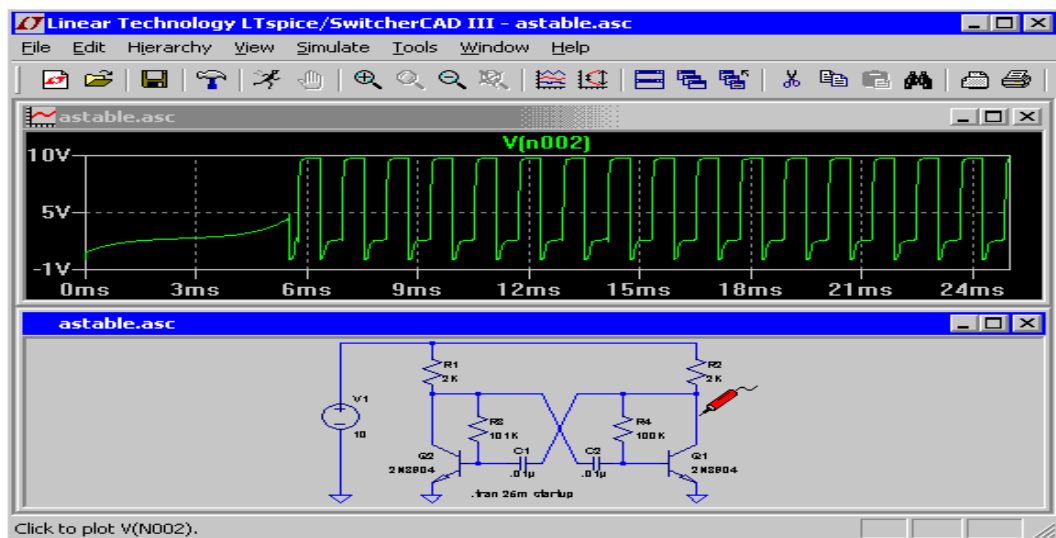 Linear Technology LTspice/SwitcherCAD III - astable.asc
File Edit Hierarchy View Simulate Tools Window Help
astable.asc
V(n002)
10V
5V
-1V
0ms 3ms 6ms 9ms 12ms 15ms 18ms 21ms 24ms
astable.asc
R1
2K
R2
2K
V1
10
R3
101K
R4
100K
C1
.01µ
C2
.01µ
Q2
2N3904
Q1
2N3904
.tran 25m startup
Click to plot V(N002).